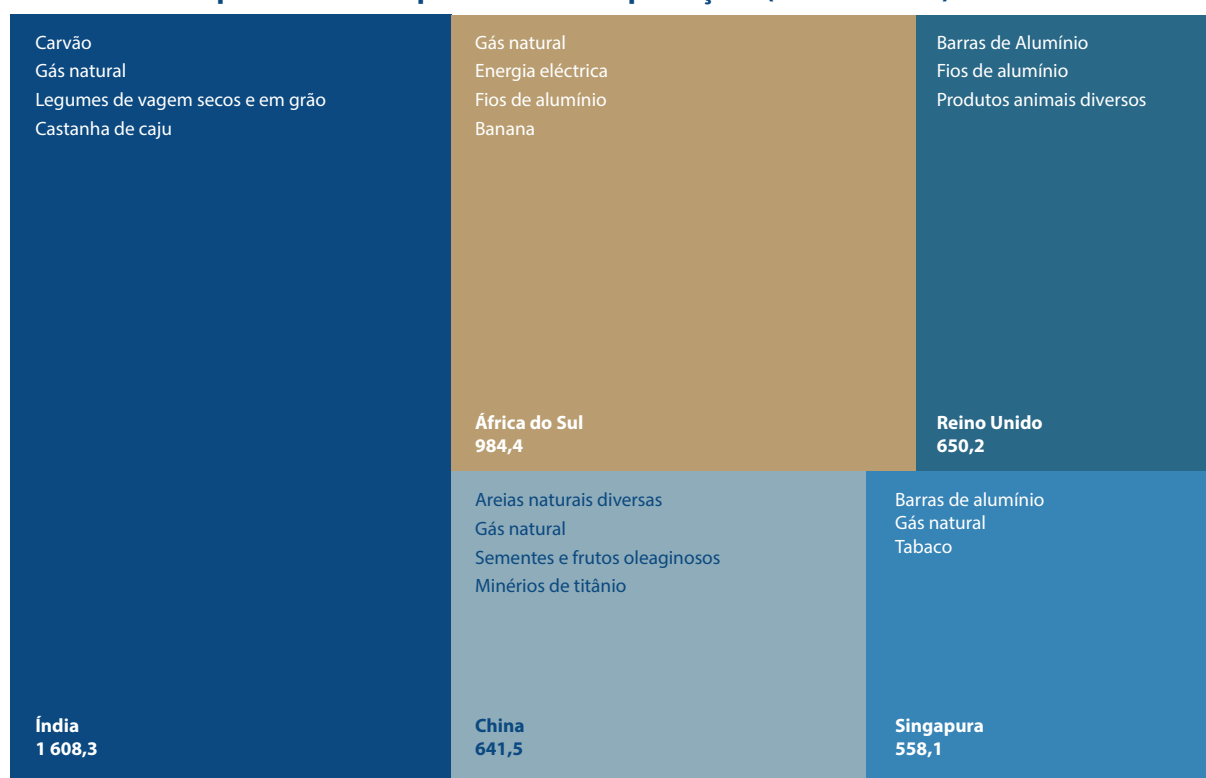 Carvão
Gás natural
Legumes de vagem secos e em grão
Castanha de caju
Índia
1 608,3
Gás natural
Energia eléctrica
Fios de alumínio
Banana
África do Sul
984,4
Barras de Alumínio
Fios de alumínio
Produtos animais diversos
Reino Unido
650,2
Areias naturais diversas
Gás natural
Sementes e frutos oleaginosos
Minérios de titânio
China
641,5
Barras de alumínio
Gás natural
Tabaco
Singapura
558,1